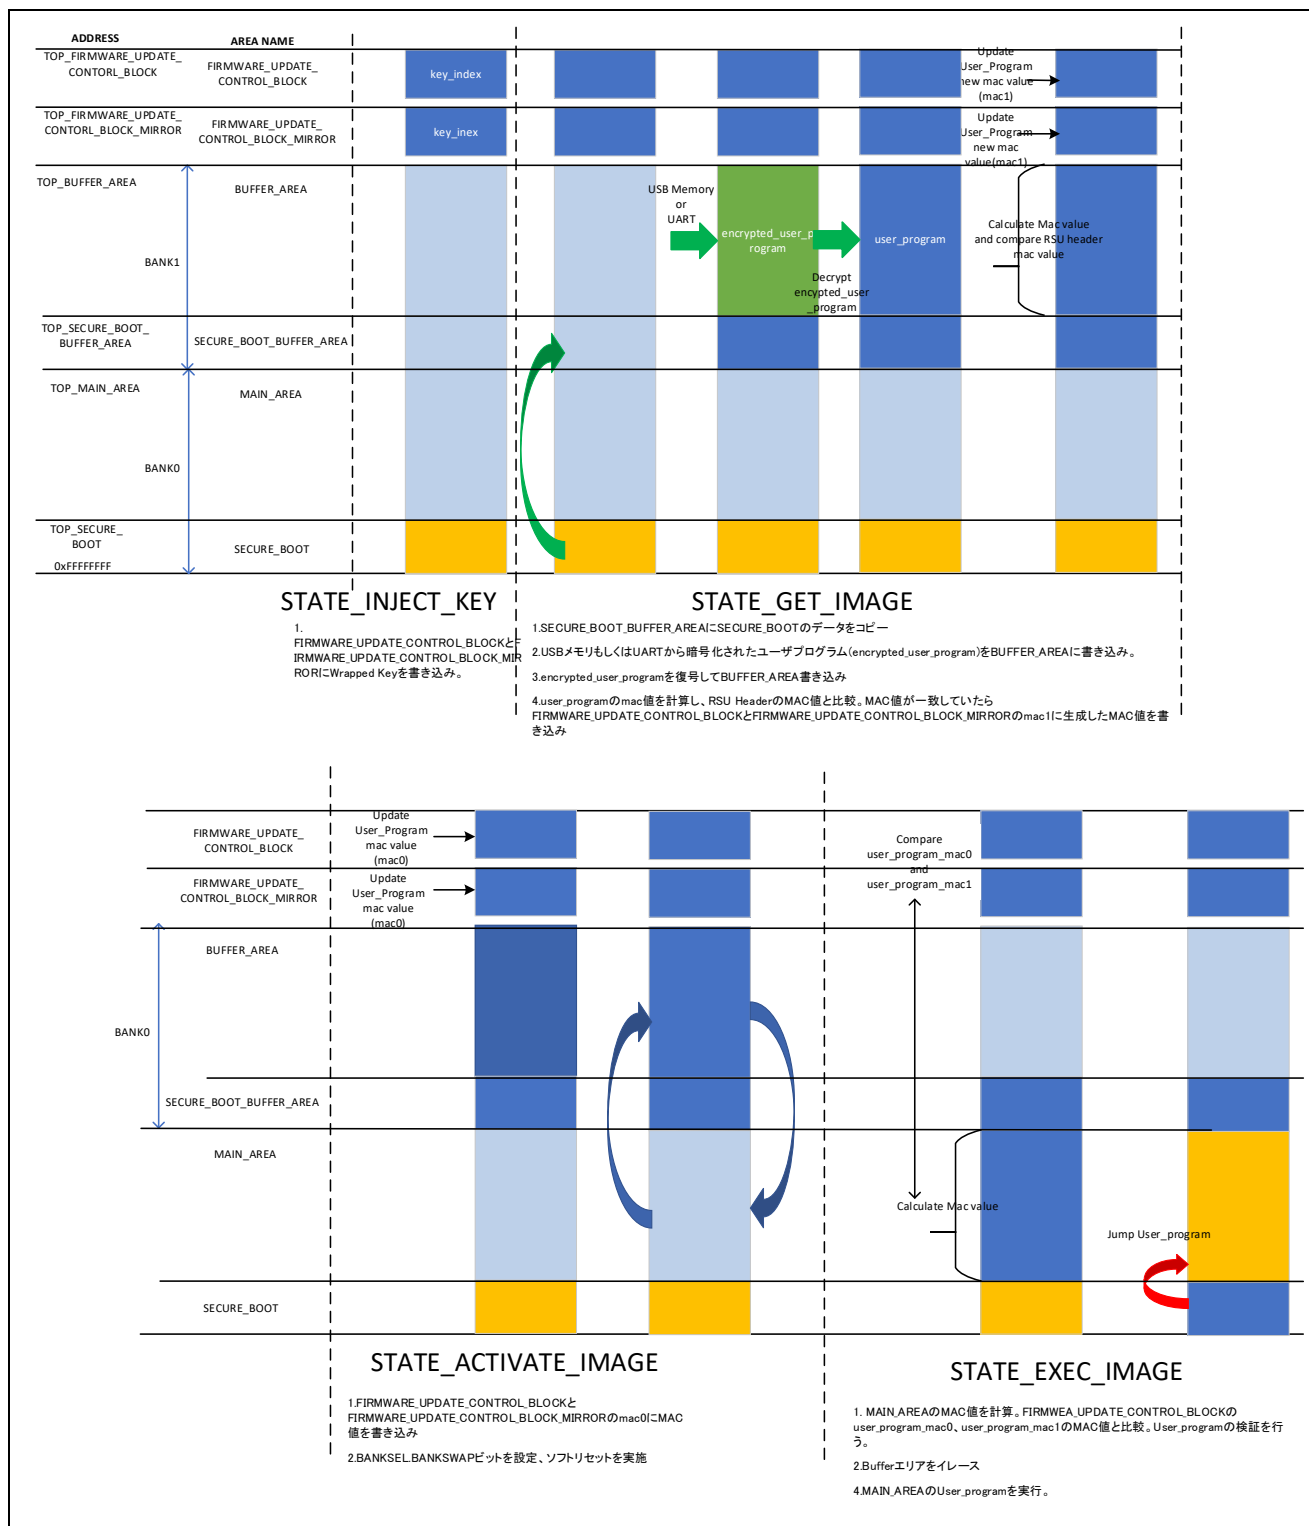 ADDRESS
AREA NAME
TOP_FIRMWARE_UPDATE_
CONTORL_BLOCK
FIRMWARE_UPDATE_
CONTROL_BLOCK
key_index
Update
User_Program
new mac value
(mac1)
TOP_FIRMWARE_UPDATE_
CONTORL_BLOCK_MIRROR
FIRMWARE_UPDATE_
CONTROL_BLOCK_MIRROR
key_inex
Update
User_Program
new mac
value(mac1)
TOP_BUFFER_AREA
BUFFER_AREA
BANK1
USB Memory
or
UART
encrypted_user_p
rogram
Decrypt
encypted_user
_program
user_program
Calculate Mac value
and compare RSU header
mac value
TOP_SECURE_BOOT_
BUFFER_AREA
SECURE_BOOT_BUFFER_AREA
TOP_MAIN_AREA
MAIN_AREA
BANK0
TOP_SECURE_
BOOT
0xFFFFFFFF
SECURE_BOOT
STATE_INJECT_KEY
1.
FIRMWARE_UPDATE_CONTROL_BLOCKとF
IRMWARE_UPDATE_CONTROL_BLOCK_MIR
RORにWrapped Keyを書き込み。
STATE_GET_IMAGE
1.SECURE_BOOT_BUFFER_AREAにSECURE_BOOTのデータをコピー
2.USBメモリもしくはUARTから暗号化されたユーザプログラム(encrypted_user_program)をBUFFER_AREAに書き込み。
3.encrypted_user_programを復号してBUFFER_AREA書き込み
4.user_programのmac値を計算し、RSU HeaderのMAC値と比較。MAC値が一致していたら
FIRMWARE_UPDATE_CONTROL_BLOCKとFIRMWARE_UPDATE_CONTROL_BLOCK_MIRRORのmac1に生成したMAC値を書
き込み
FIRMWARE_UPDATE_
CONTROL_BLOCK
Update
User_Program
mac value
(mac0)
FIRMWARE_UPDATE_
CONTROL_BLOCK_MIRROR
Update
User_Program
mac value
(mac0)
Compare
user_program_mac0
and
user_program_mac1
BUFFER_AREA
BANK0
SECURE_BOOT_BUFFER_AREA
MAIN_AREA
Calculate Mac value
Jump User_program
SECURE_BOOT
STATE_ACTIVATE_IMAGE
1.FIRMWARE_UPDATE_CONTROL_BLOCKと
FIRMWARE_UPDATE_CONTROL_BLOCK_MIRRORのmac0にMAC
値を書き込み
2.BANKSEL.BANKSWAPビットを設定、ソフトリセットを実施
STATE_EXEC_IMAGE
1. MAIN_AREAのMAC値を計算。FIRMWEA_UPDATE_CONTROL_BLOCKの
user_program_mac0、user_program_mac1のMAC値と比較。User_Programの検証を行
う。
2.Bufferエリアをイレース
4.MAIN_AREAのUser_programを実行。